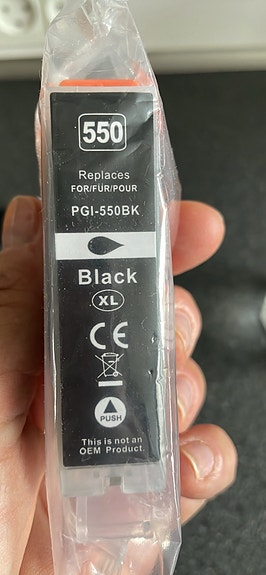 550
Replaces
FOR/FÜR/POUR
PGI-550BK
Black
XL
CE
PUSH
This is not an
OEM Product.